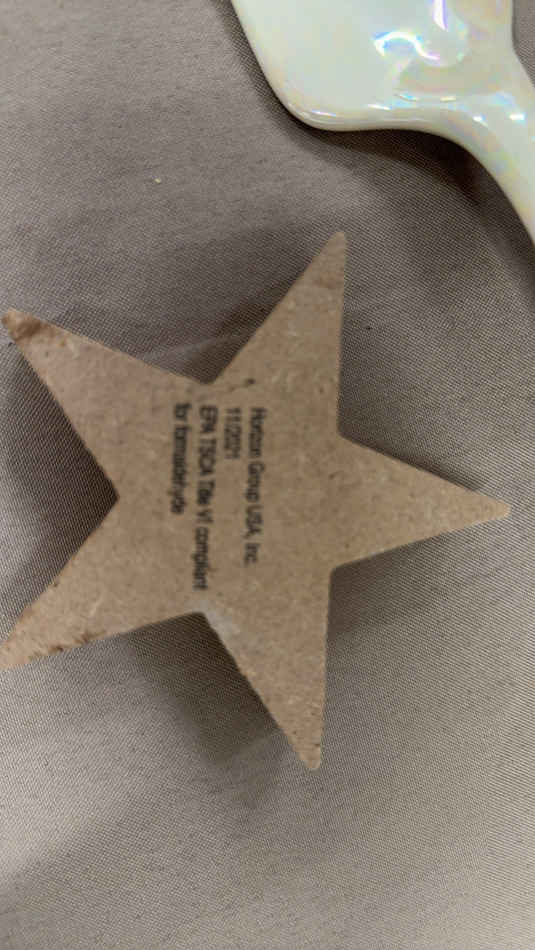 Horizon Group USA, Inc.
11/2021
EPA TSCA Title VI compliant
for formaldehyde